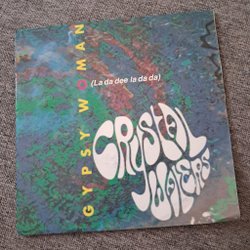 GYPSY WOMAN
(La da dee la da da)
CRYSTAL
WATERS